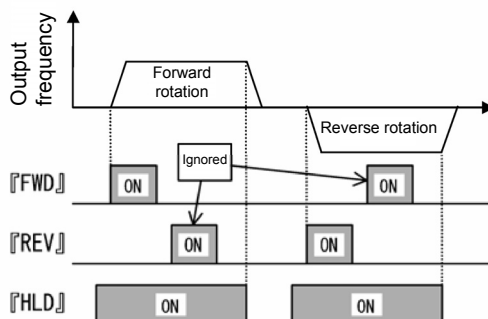 Output
frequency
Forward
rotation
Reverse rotation
Ignored
『FWD』
ON
ON
『REV』
ON
ON
『HLD』
ON
ON